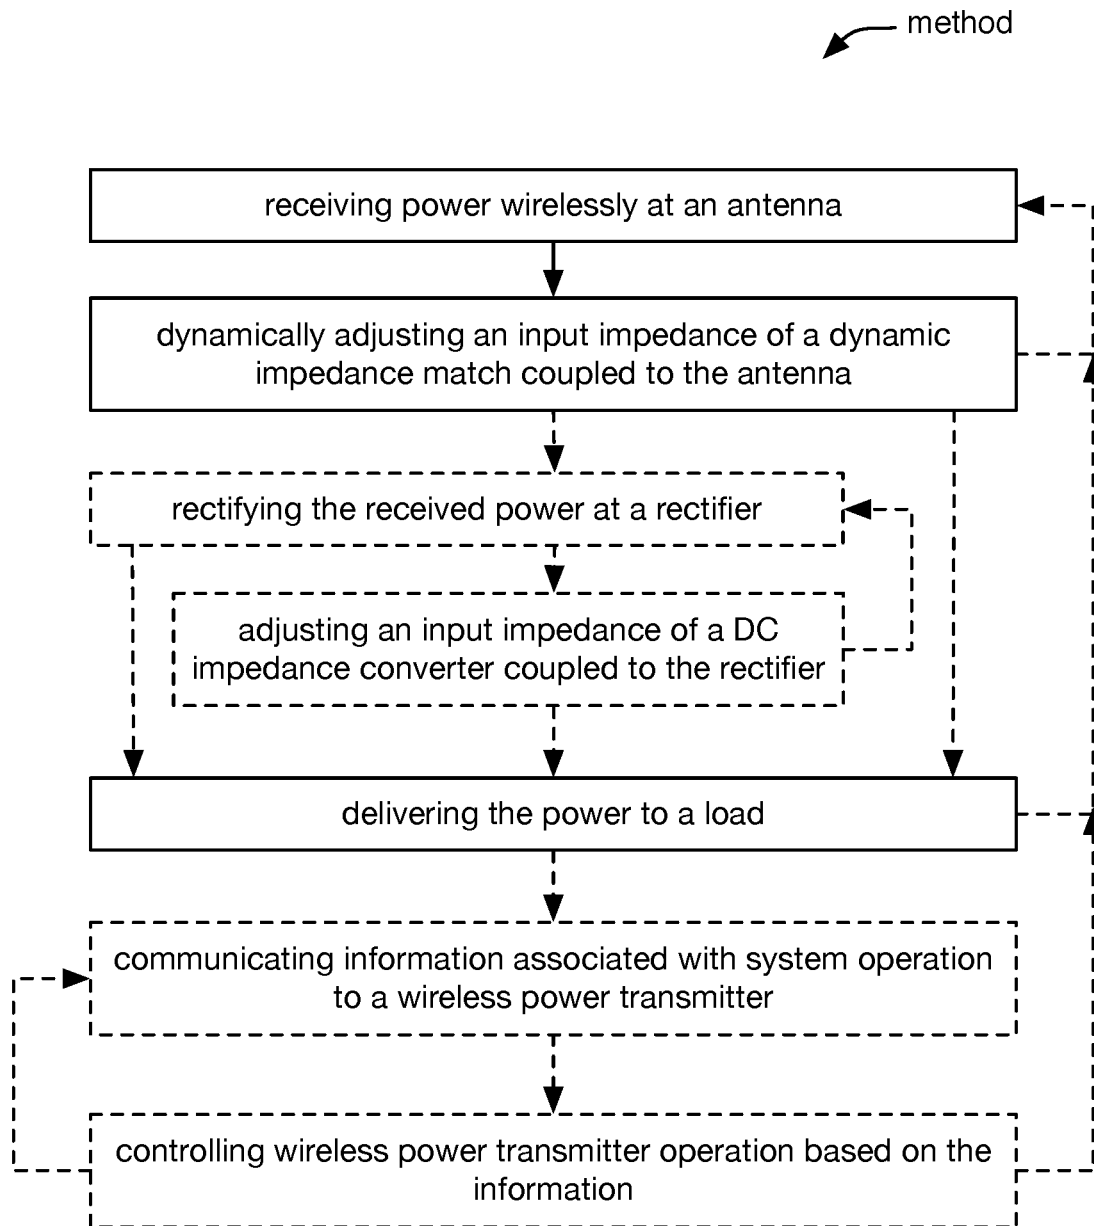 method
receiving power wirelessly at an antenna
dynamically adjusting an input impedance of a dynamic
impedance match coupled to the antenna
rectifying the received power at a rectifier
adjusting an input impedance of a DC
impedance converter coupled to the rectifier
delivering the power to a load
communicating information associated with system operation
to a wireless power transmitter
controlling wireless power transmitter operation based on the
information